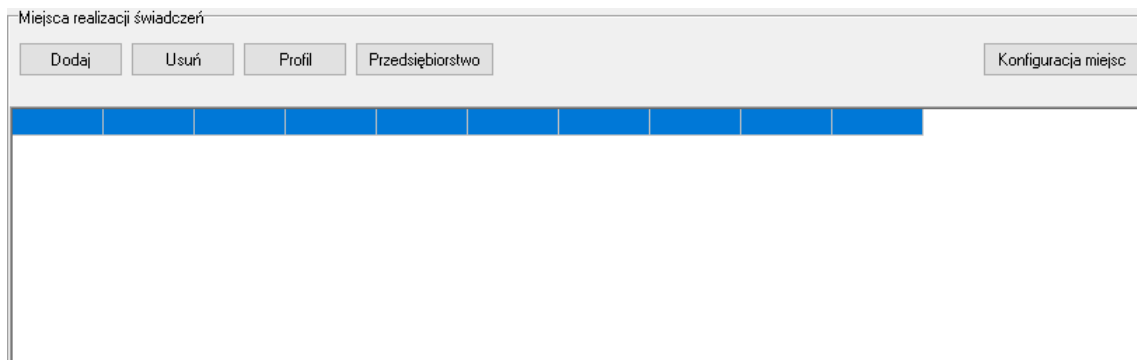 Miejsca realizacji świadczeń
Dodaj Usuń Profil Przedsiębiorstwo Konfiguracja miejsc